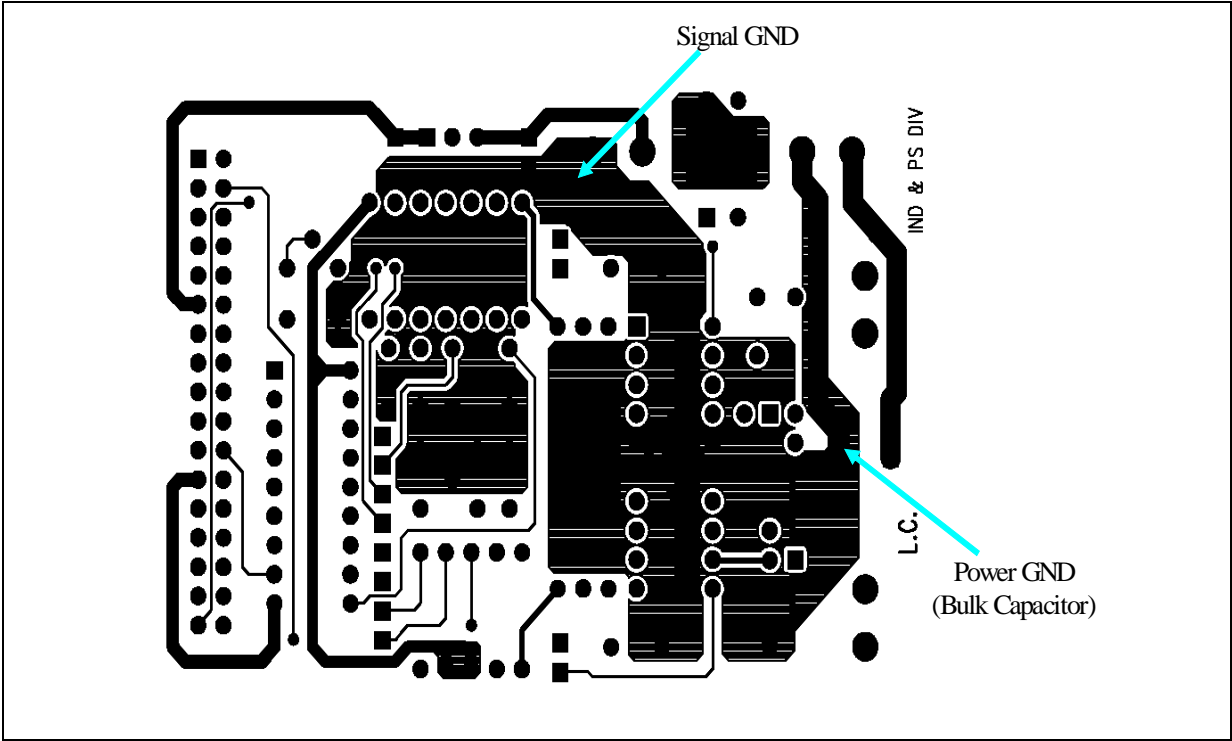 Signal GND
IND & PS DIV
L.C.
Power GND
(Bulk Capacitor)